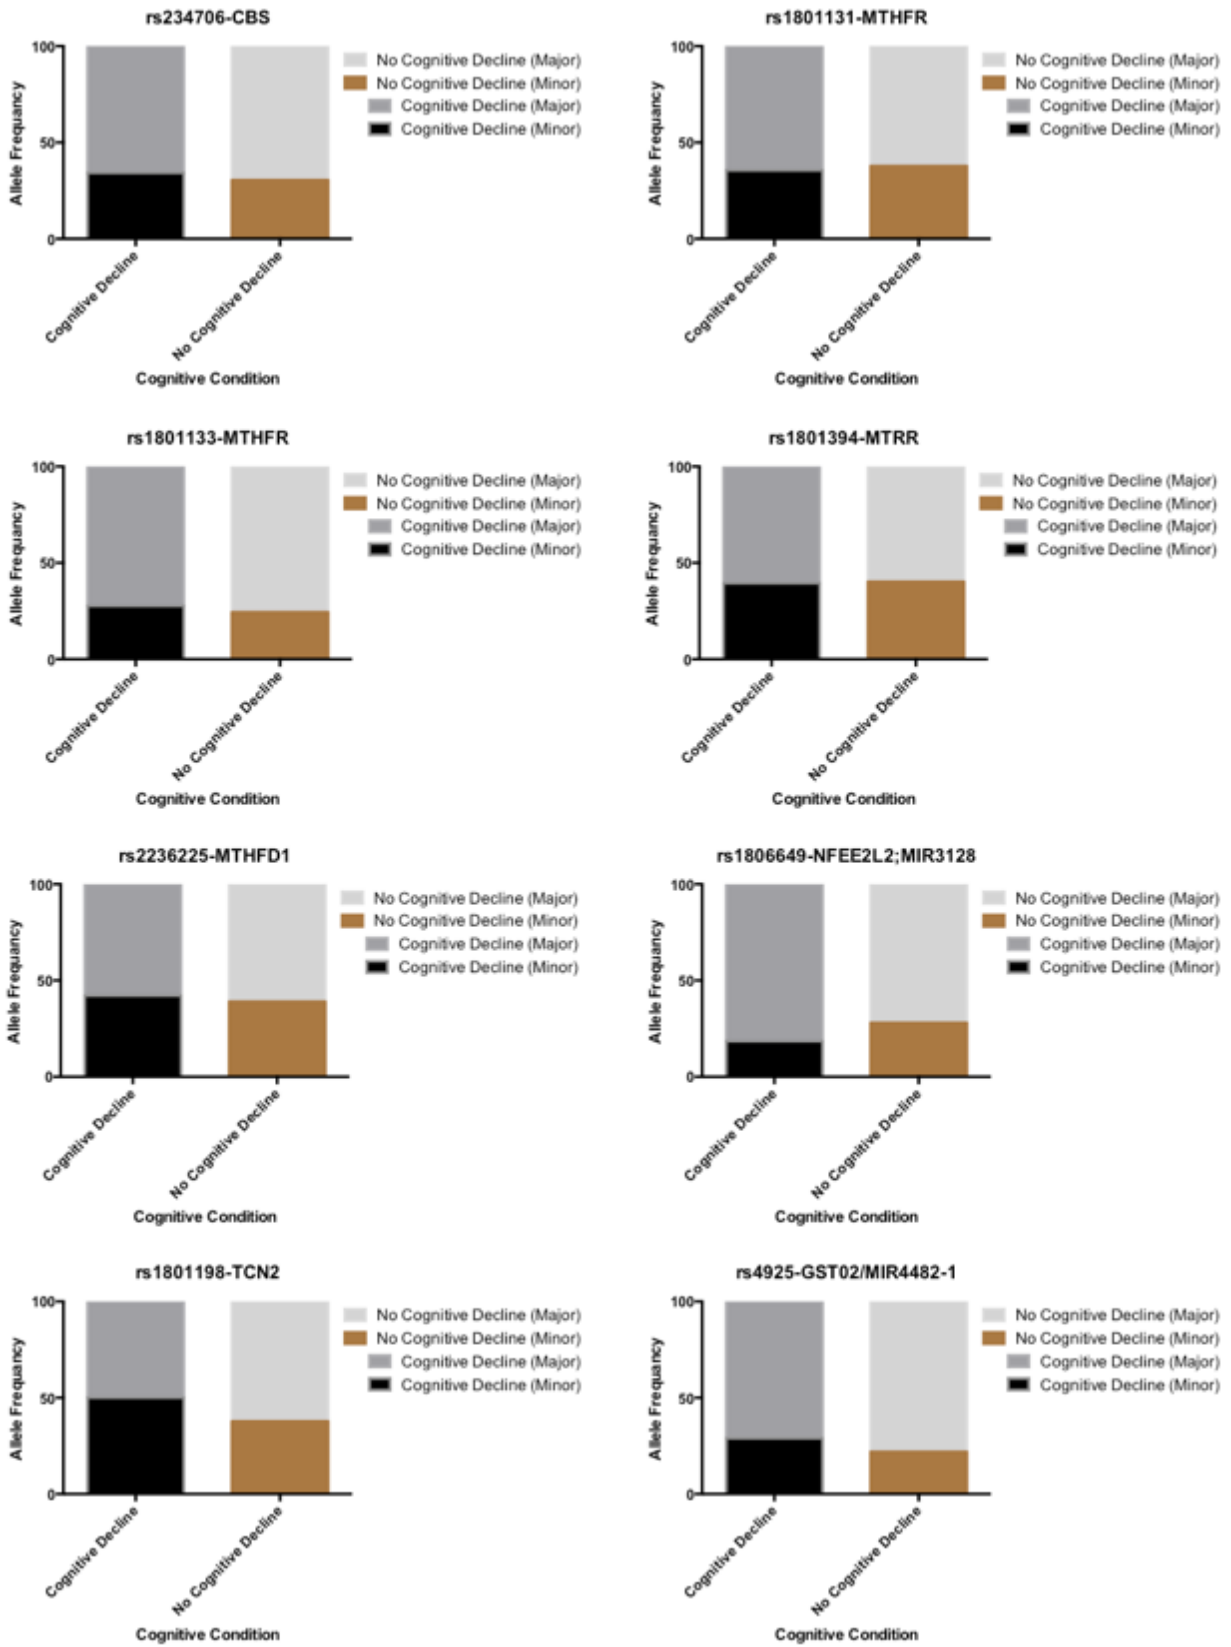 rs234706-CBS
100
50
0
Allele Frequancy
Cognitive Decline
No Cognitive Decline
Cognitive Condition
No Cognitive Decline (Major)
No Cognitive Decline (Minor)
Cognitive Decline (Major)
Cognitive Decline (Minor)
rs1801131-MTHFR
100
50
0
Allele Frequancy
Cognitive Decline
No Cognitive Decline
Cognitive Condition
No Cognitive Decline (Major)
No Cognitive Decline (Minor)
Cognitive Decline (Major)
Cognitive Decline (Minor)
rs1801133-MTHFR
100
50
0
Allele Frequancy
Cognitive Decline
No Cognitive Decline
Cognitive Condition
No Cognitive Decline (Major)
No Cognitive Decline (Minor)
Cognitive Decline (Major)
Cognitive Decline (Minor)
rs1801394-MTRR
100
50
0
Allele Frequancy
Cognitive Decline
No Cognitive Decline
Cognitive Condition
No Cognitive Decline (Major)
No Cognitive Decline (Minor)
Cognitive Decline (Major)
Cognitive Decline (Minor)
rs2236225-MTHFD1
100
50
0
Allele Frequancy
Cognitive Decline
No Cognitive Decline
Cognitive Condition
No Cognitive Decline (Major)
No Cognitive Decline (Minor)
Cognitive Decline (Major)
Cognitive Decline (Minor)
rs1806649-NFEE2L2;MIR3128
100
50
0
Allele Frequancy
Cognitive Decline
No Cognitive Decline
Cognitive Condition
No Cognitive Decline (Major)
No Cognitive Decline (Minor)
Cognitive Decline (Major)
Cognitive Decline (Minor)
rs1801198-TCN2
100
50
0
Allele Frequancy
Cognitive Decline
No Cognitive Decline
Cognitive Condition
No Cognitive Decline (Major)
No Cognitive Decline (Minor)
Cognitive Decline (Major)
Cognitive Decline (Minor)
rs4925-GST02/MIR4482-1
100
50
0
Allele Frequancy
Cognitive Decline
No Cognitive Decline
Cognitive Condition
No Cognitive Decline (Major)
No Cognitive Decline (Minor)
Cognitive Decline (Major)
Cognitive Decline (Minor)